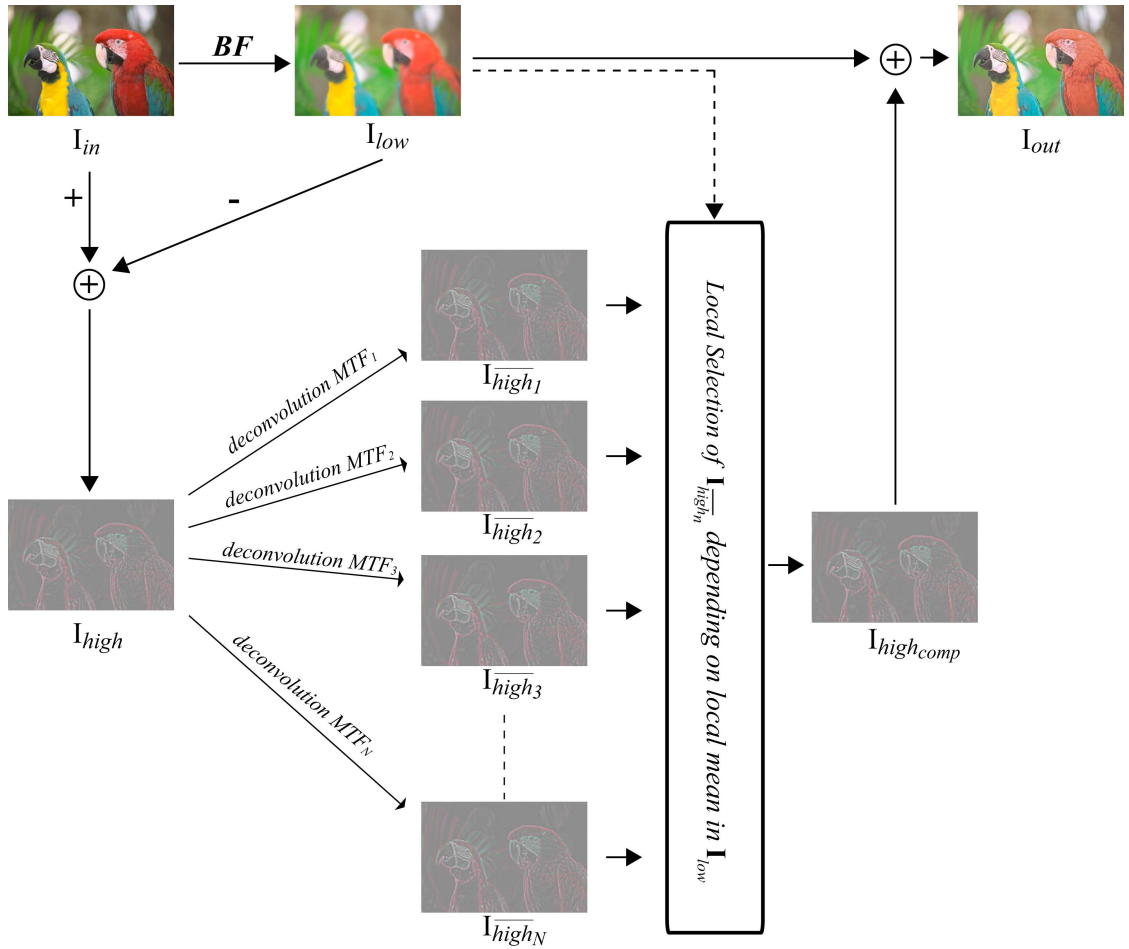 BF
I_in
I_low
I_out
+
-
deconvolution MTF_1
I_high_1
deconvolution MTF_2
I_high_2
deconvolution MTF_3
I_high_3
I_high
deconvolution MTF_N
I_high_N
Local Selection of I_high_n depending on local mean in I_low
I_high_comp